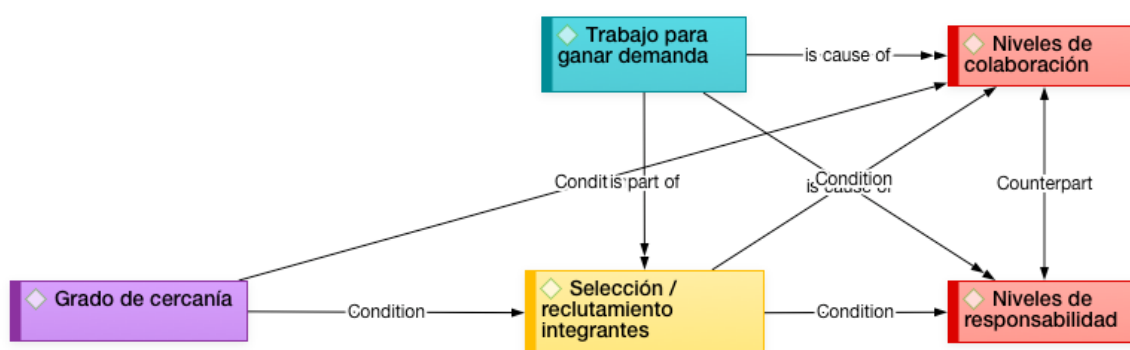 Trabajo para
ganar demanda
is cause of
Niveles de
colaboración
Condit
is part of
Condition
is cause of
Counterpart
Grado de cercanía
Condition
Selección /
reclutamiento
integrantes
Condition
Niveles de
responsabilidad